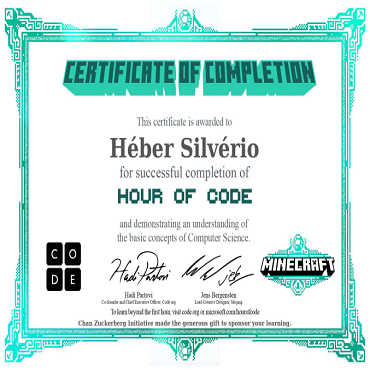 CERTIFICATE OF COMPLETION
This certificate is awarded to
Héber Silvério
for successful completion of
HOUR OF CODE
and demonstrating an understanding of
the basic concepts of Computer Science.
CO
DE
Hadi Partovi
MINECRAFT
Hadi Partovi
Co-founder and Chief Executive Officer, Code.org
Jens Bergensten
Lead Creative Designer, Mojang
To learn beyond the first hour, visit code.org or microsoft.com/hourofcode
Chan Zuckerberg Initiative made the generous gift to sponsor your learning.